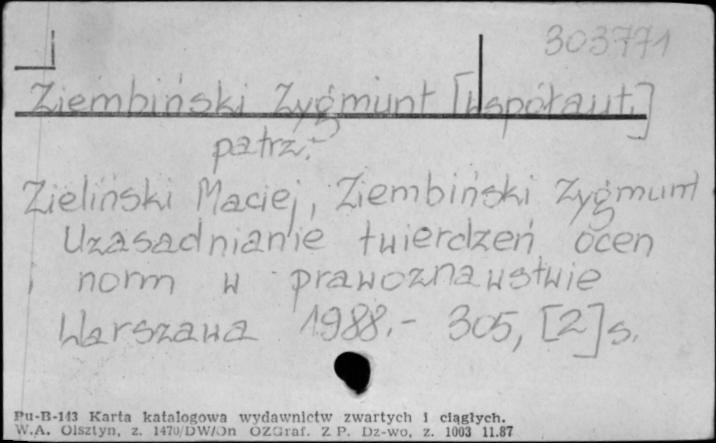 303771
Ziembiński Zygmunt [współaut.]
patrz:
Zieliński Maciej, Ziembiński Zygmunt
Uzasadnianie twierdzeń ocen
i norm w prawoznawstwie
Warszawa 1988.- 305, [2] s.
Pu-B-143 Karta katalogowa wydawnictw zwartych i ciągłych.
W.A. Olsztyn, z. 1470/DW/On OZGraf. Z P. Dz-wo, z. 1003 11.87